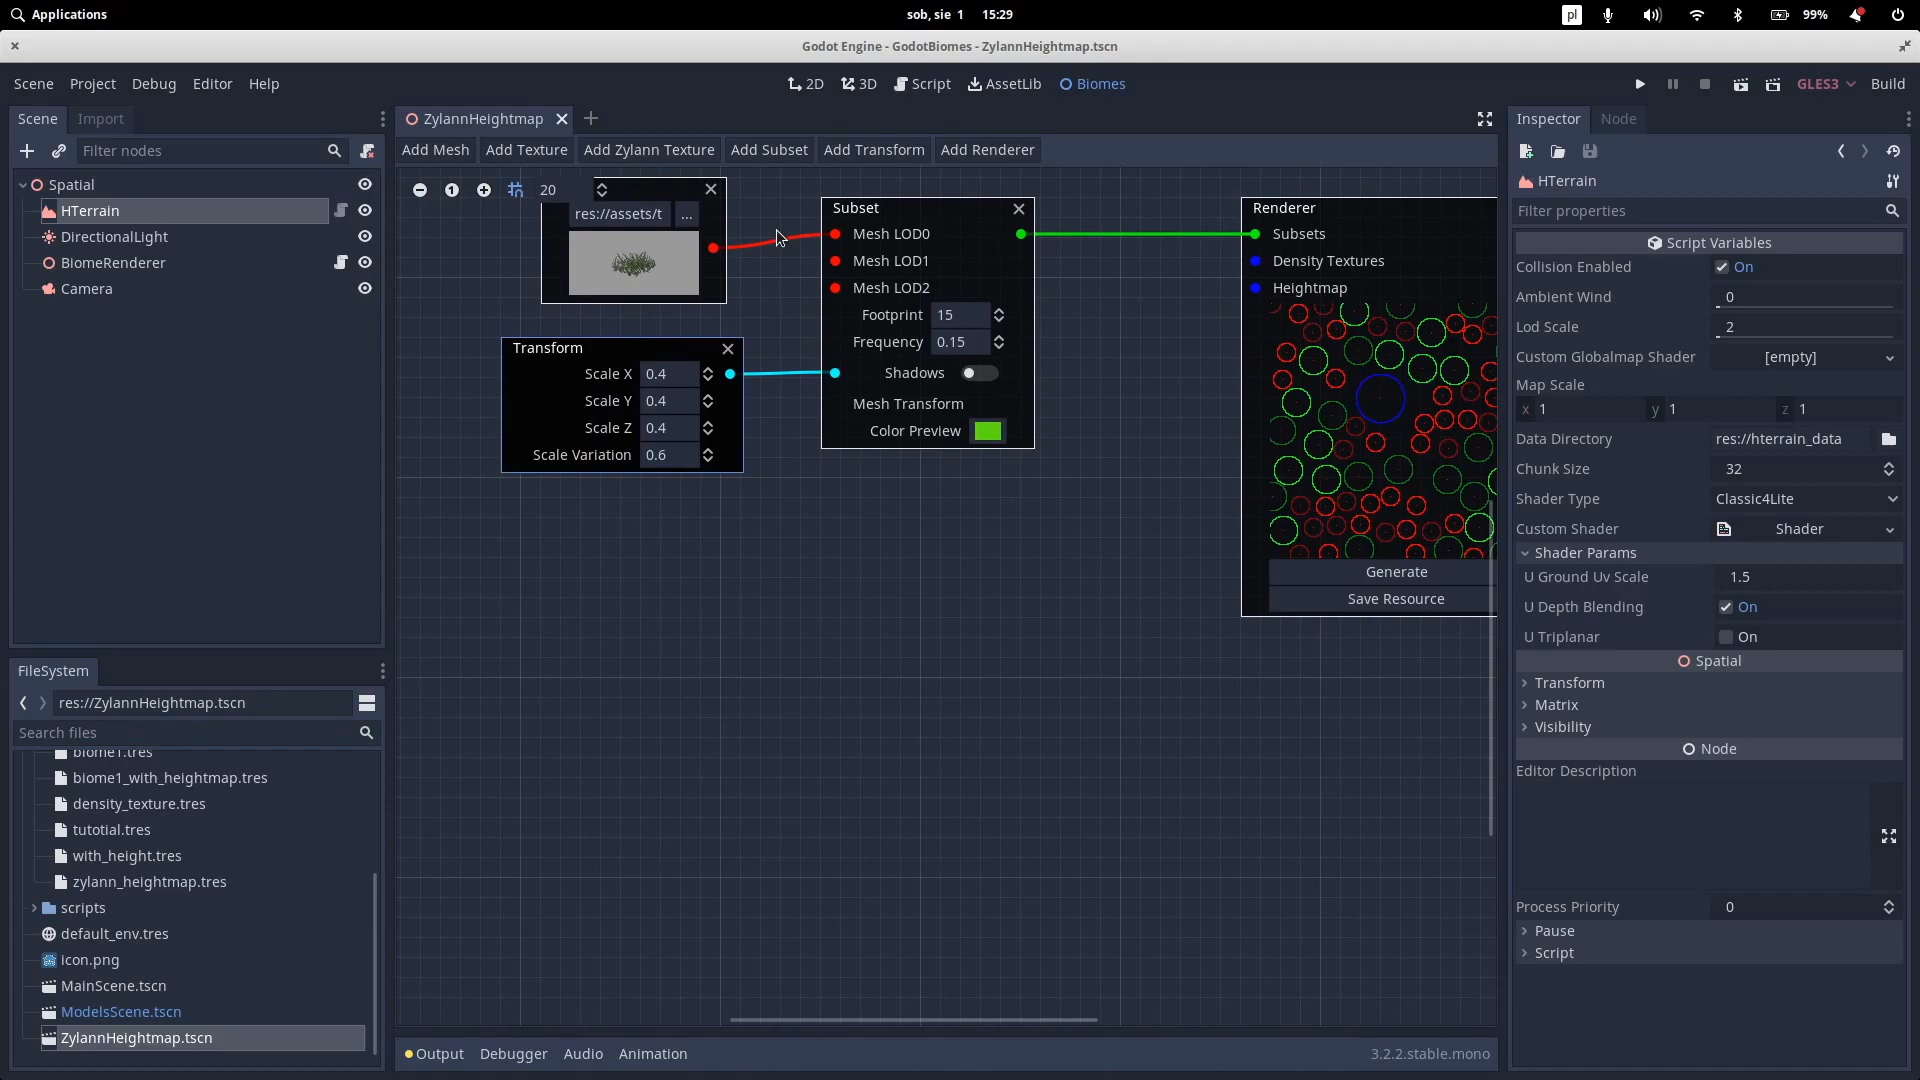 Applications
sob, sie 1 15:29
pl
99%
Godot Engine - GodotBiomes - ZylannHeightmap.tscn
Scene Project Debug Editor Help
2D 3D Script AssetLib Biomes
GLES3 Build
Scene Import
Filter nodes
Spatial
HTerrain
DirectionalLight
BiomeRenderer
Camera
FileSystem
res://ZylannHeightmap.tscn
Search files
biome1.tres
biome1_with_heightmap.tres
density_texture.tres
tutotial.tres
with_height.tres
zylann_heightmap.tres
scripts
default_env.tres
icon.png
MainScene.tscn
ModelsScene.tscn
ZylannHeightmap.tscn
ZylannHeightmap
Add Mesh Add Texture Add Zylann Texture Add Subset Add Transform Add Renderer
1 20
res://assets/t ...
Transform
Scale X 0.4
Scale Y 0.4
Scale Z 0.4
Scale Variation 0.6
Subset
Mesh LOD0
Mesh LOD1
Mesh LOD2
Footprint 15
Frequency 0.15
Shadows
Mesh Transform
Color Preview
Renderer
Subsets
Density Textures
Heightmap
Generate
Save Resource
Output Debugger Audio Animation
3.2.2.stable.mono
Inspector Node
HTerrain
Filter properties
Script Variables
Collision Enabled On
Ambient Wind 0
Lod Scale 2
Custom Globalmap Shader [empty]
Map Scale
x 1 y 1 z 1
Data Directory res://hterrain_data
Chunk Size 32
Shader Type Classic4Lite
Custom Shader Shader
Shader Params
U Ground Uv Scale 1.5
U Depth Blending On
U Triplanar On
Spatial
Transform
Matrix
Visibility
Node
Editor Description
Process Priority 0
Pause
Script